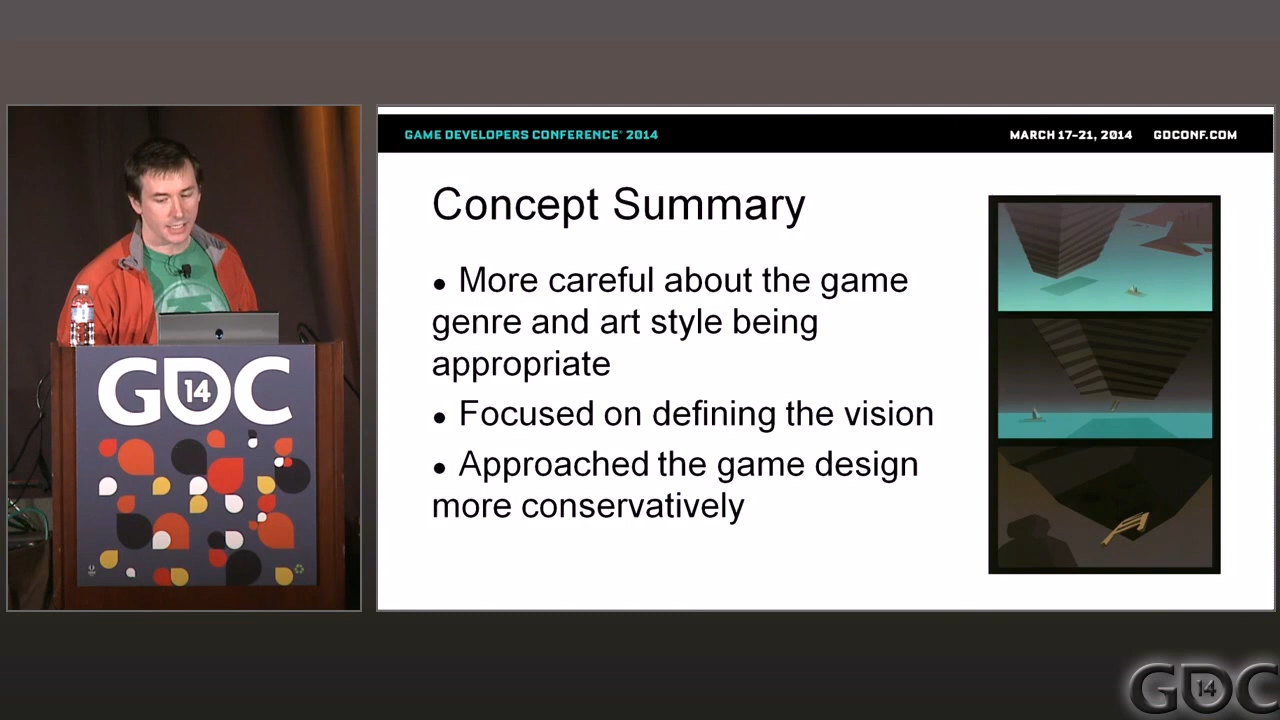 GAME DEVELOPERS CONFERENCE® 2014
MARCH 17-21, 2014 GDCONF.COM
Concept Summary
• More careful about the game
genre and art style being
appropriate
• Focused on defining the vision
• Approached the game design
more conservatively
GDC
14
GDC
14